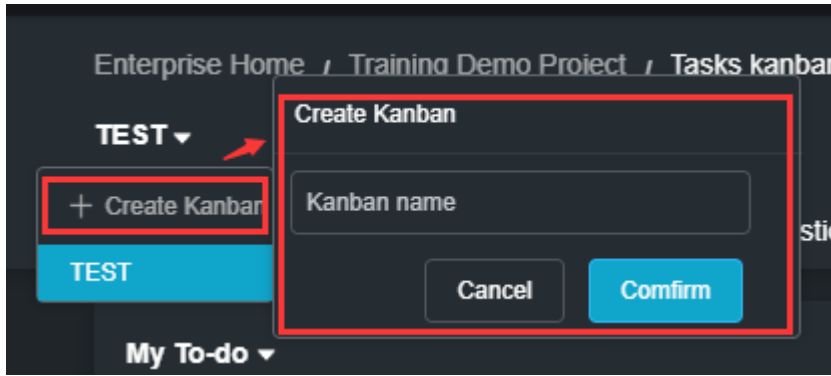 Enterprise Home / Training Demo Project / Tasks kanban
TEST
Create Kanban
+ Create Kanban
Kanban name
TEST
Cancel
Comfirm
My To-do